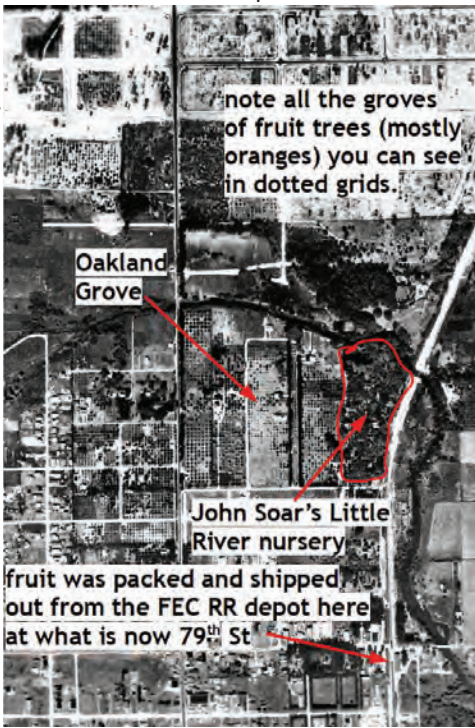 note all the groves
of fruit trees (mostly
oranges) you can see
in dotted grids.
Oakland
Grove
John Soar's Little
River nursery
fruit was packed and shipped
out from the FEC RR depot here
at what is now 79th St